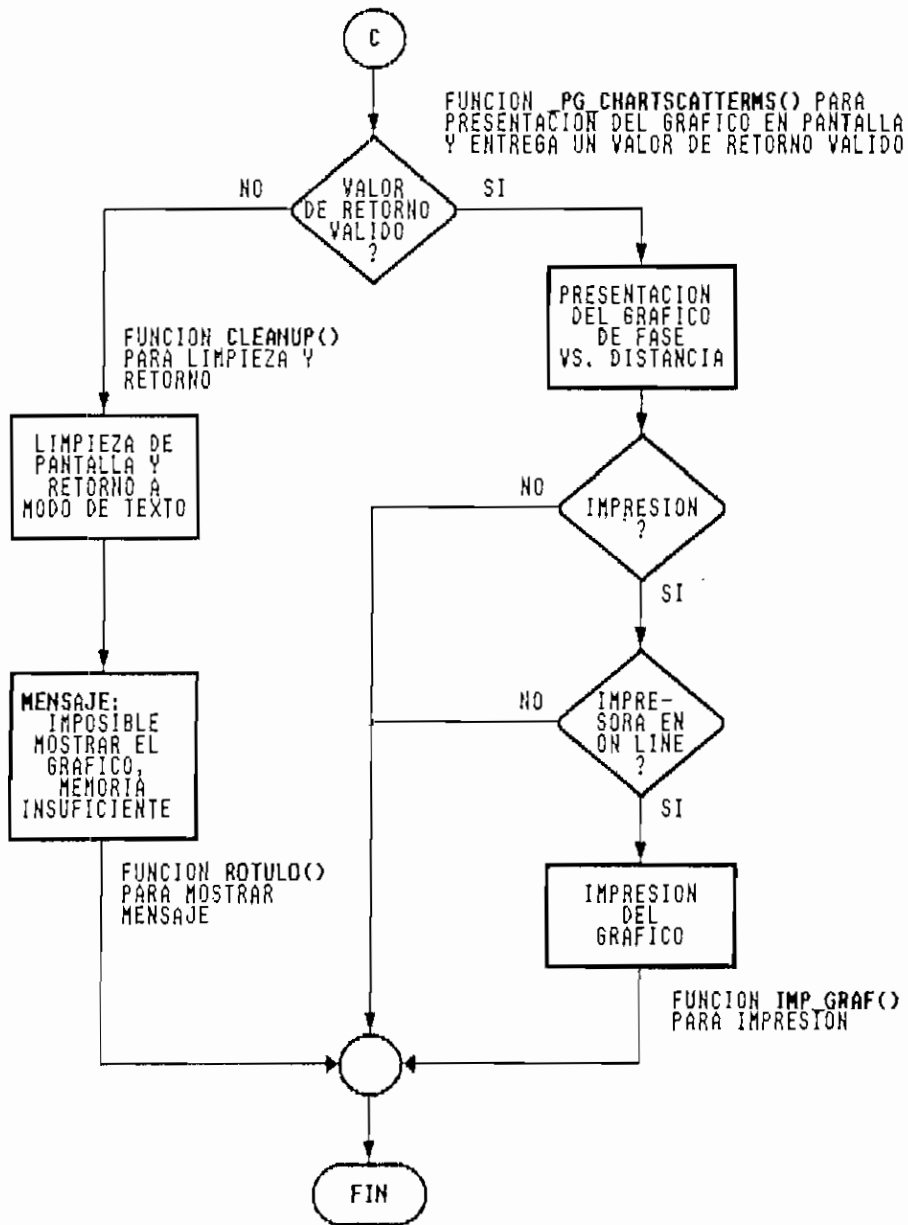 C
FUNCION _PG_CHARTSCATTERMS() PARA
PRESENTACION DEL GRAFICO EN PANTALLA
Y ENTREGA UN VALOR DE RETORNO VALIDO
NO
VALOR
DE RETORNO
VALIDO
?
SI
PRESENTACION
DEL GRAFICO
DE FASE
VS. DISTANCIA
FUNCION CLEANUP()
PARA LIMPIEZA Y
RETORNO
LIMPIEZA DE
PANTALLA Y
RETORNO A
MODO DE TEXTO
NO
IMPRESION
?
SI
MENSAJE:
IMPOSIBLE
MOSTRAR EL
GRAFICO,
MEMORIA
INSUFICIENTE
NO
IMPRE-
SORA EN
ON LINE
?
SI
FUNCION ROTULO()
PARA MOSTRAR
MENSAJE
IMPRESION
DEL
GRAFICO
FUNCION IMP_GRAF()
PARA IMPRESION
FIN